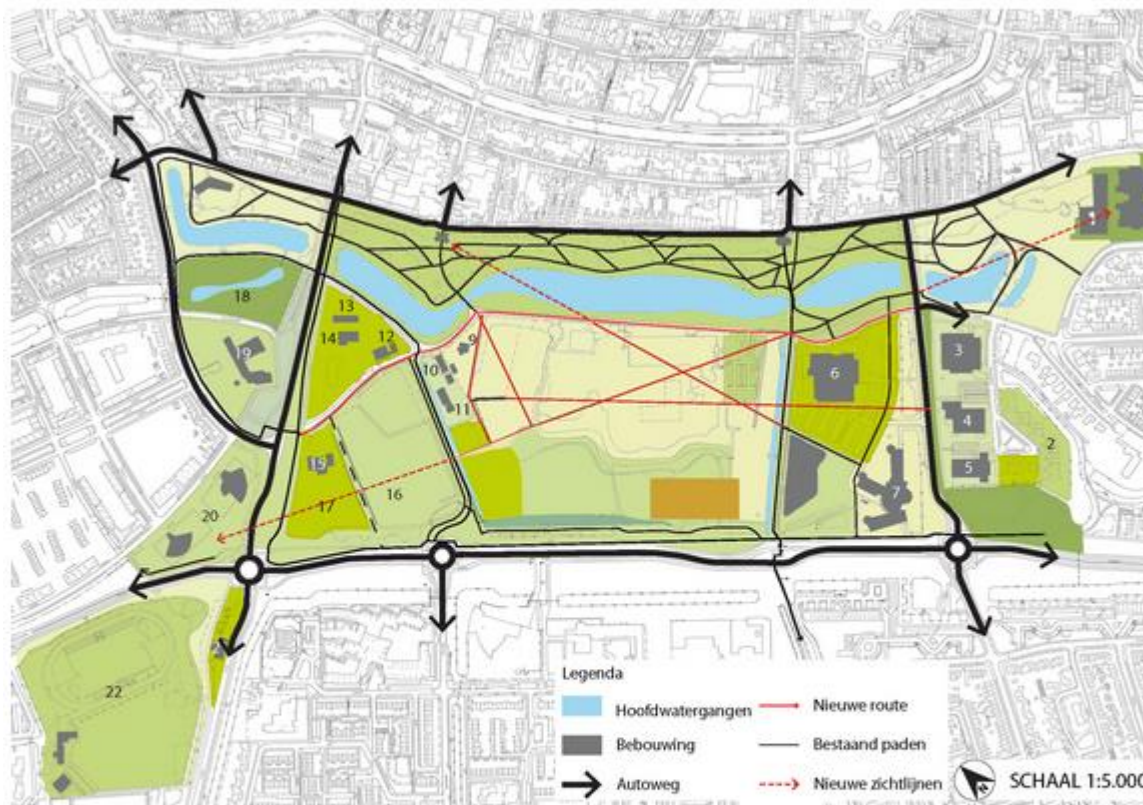 18
13
14
12
19
9
10
11
6
3
4
2
5
7
15
16
17
20
22
Legenda
Hoofdwatergangen
Nieuwe route
Bebouwing
Bestaand paden
Autoweg
Nieuwe zichtlijnen
SCHAAL 1:5.000